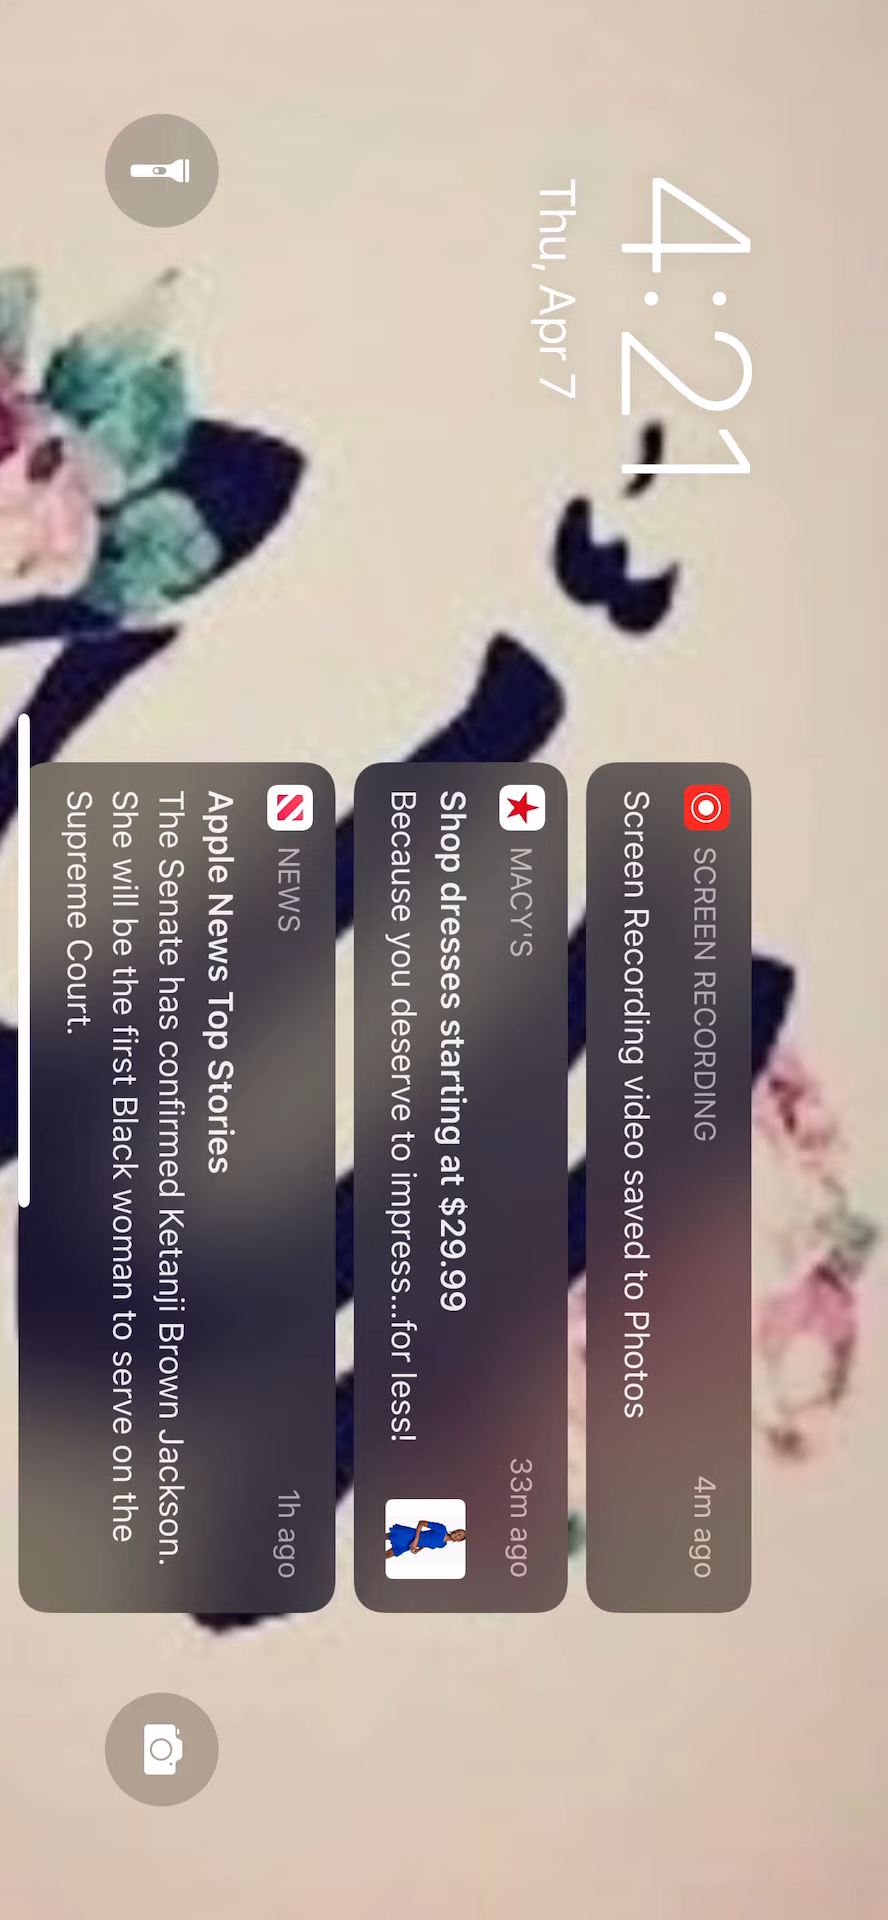 4:21
Thu, Apr 7
SCREEN RECORDING
4m ago
Screen Recording video saved to Photos
MACY'S
33m ago
Shop dresses starting at $29.99
Because you deserve to impress...for less!
NEWS
1h ago
Apple News Top Stories
The Senate has confirmed Ketanji Brown Jackson.
She will be the first Black woman to serve on the
Supreme Court.